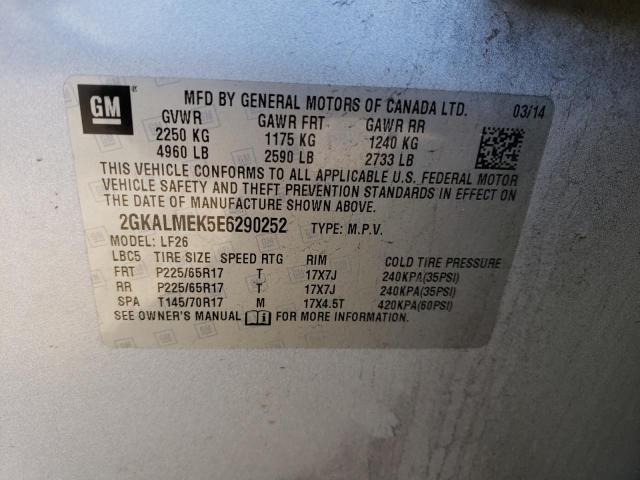 GM
MFD BY GENERAL MOTORS OF CANADA LTD. 03/14
GVWR GAWR FRT GAWR RR
2250 KG 1175 KG 1240 KG
4960 LB 2590 LB 2733 LB
THIS VEHICLE CONFORMS TO ALL APPLICABLE U.S. FEDERAL MOTOR
VEHICLE SAFETY AND THEFT PREVENTION STANDARDS IN EFFECT ON
THE DATE OF MANUFACTURE SHOWN ABOVE.
2GKALMEK5E6290252 TYPE: M.P.V.
MODEL: LF26
LBC5 TIRE SIZE SPEED RTG RIM COLD TIRE PRESSURE
FRT P225/65R17 T 17X7J 240KPA(35PSI)
RR P225/65R17 T 17X7J 240KPA(35PSI)
SPA T145/70R17 M 17X4.5T 420KPA(60PSI)
SEE OWNER'S MANUAL FOR MORE INFORMATION.